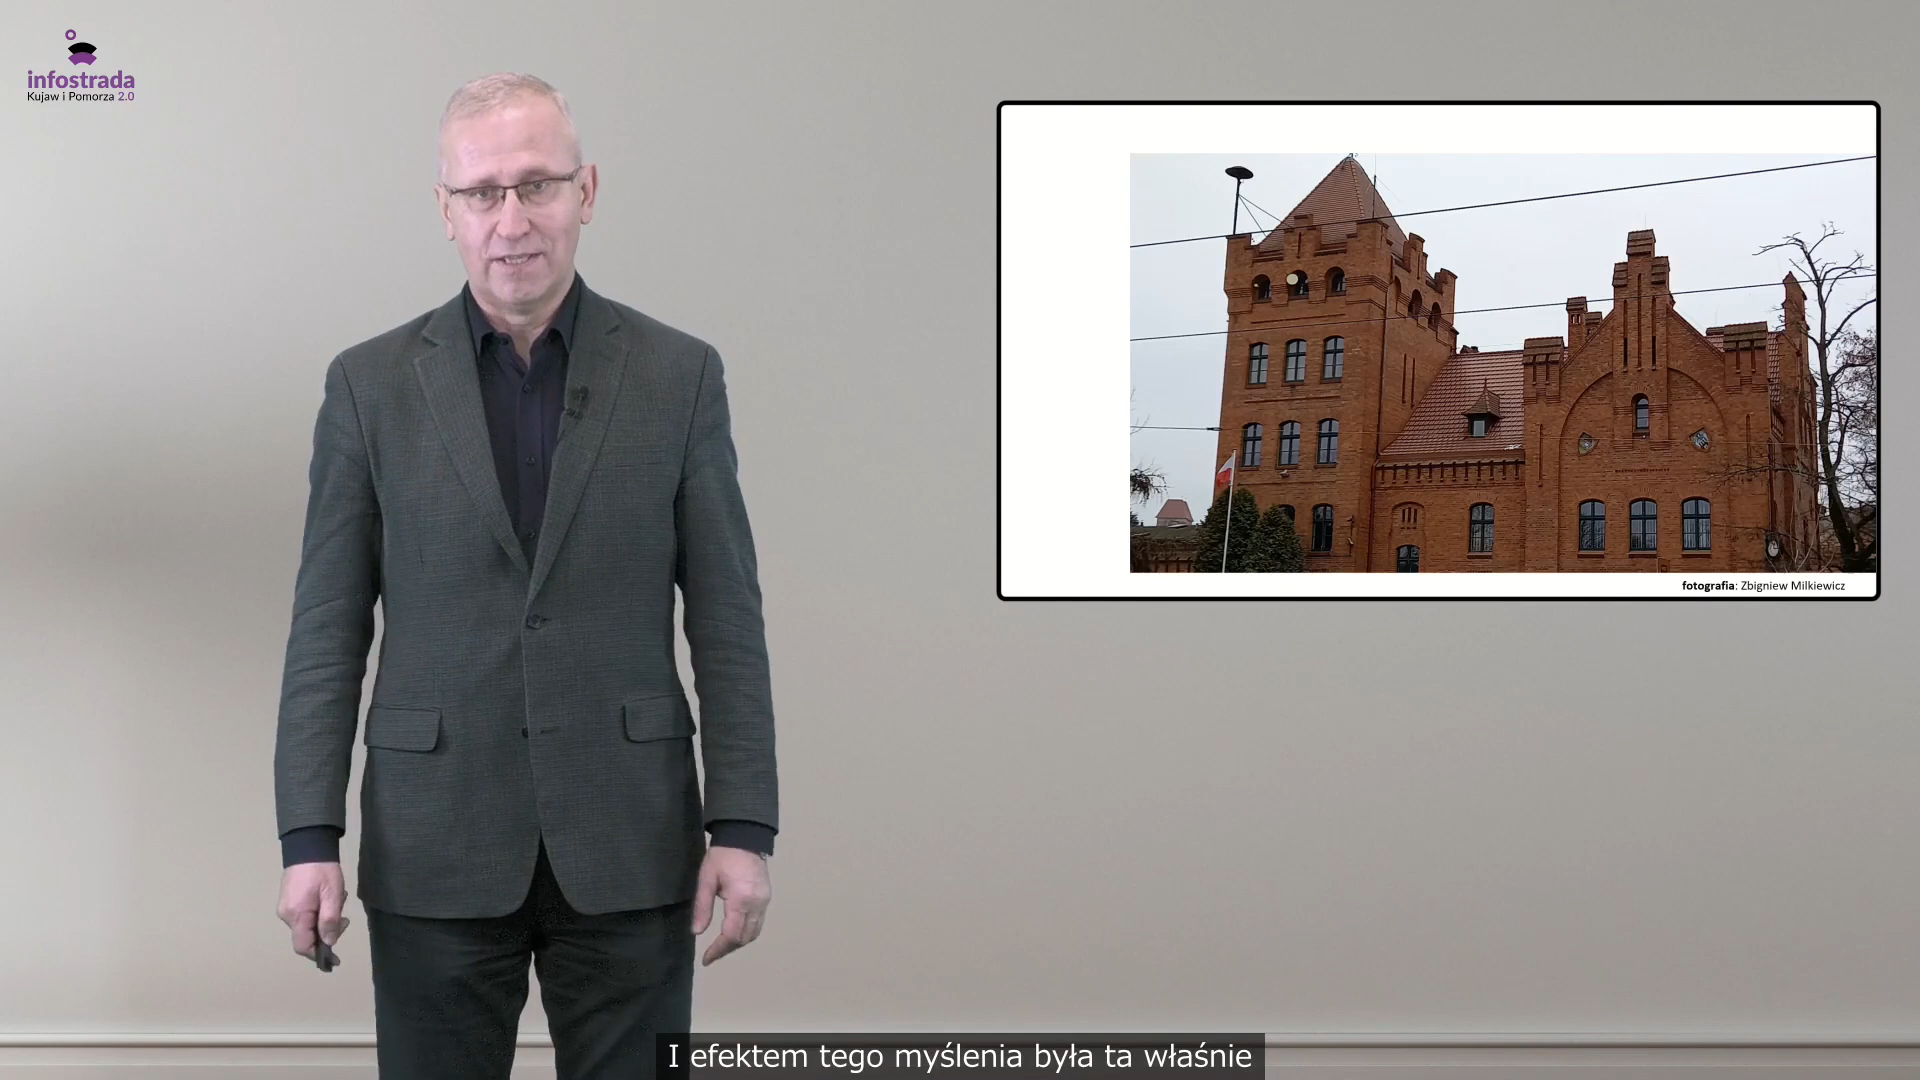 infostrada
Kujaw i Pomorza 2.0
fotografia: Zbigniew Milkiewicz
I efektem tego myślenia była ta właśnie